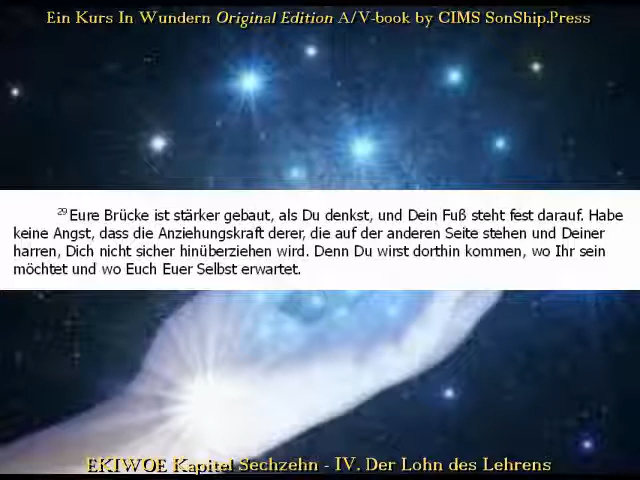 Ein Kurs In Wundern Original Edition A/V-book by CIMS SonShip.Press
29 Eure Brücke ist stärker gebaut, als Du denkst, und Dein Fuß steht fest darauf. Habe
keine Angst, dass die Anziehungskraft derer, die auf der anderen Seite stehen und Deiner
harren, Dich nicht sicher hinüberziehen wird. Denn Du wirst dorthin kommen, wo Ihr sein
möchtet und wo Euch Euer Selbst erwartet.
EKIWOE Kapitel Sechzehn - IV. Der Lohn des Lehrens